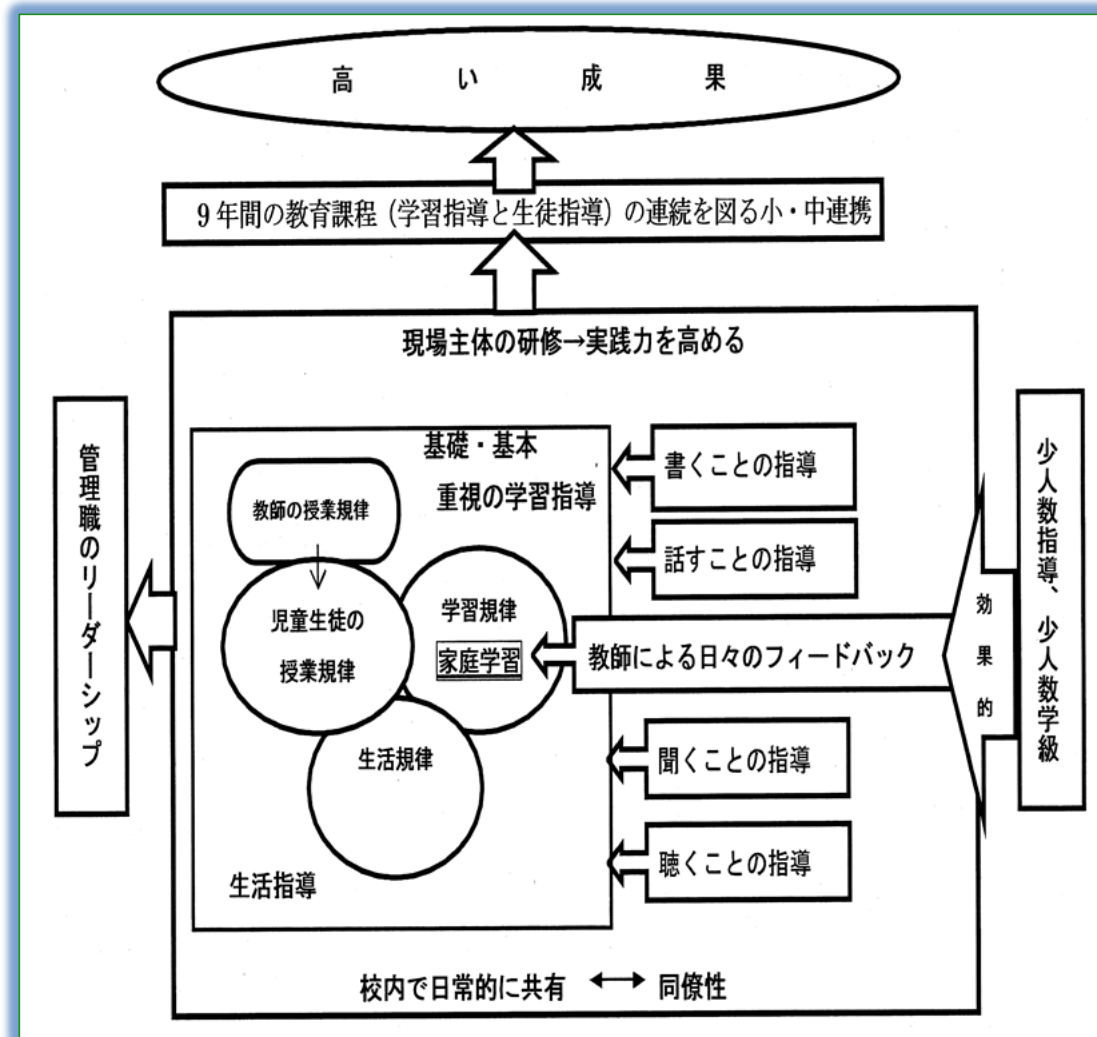 高い成果
9年間の教育課程（学習指導と生徒指導）の連続を図る小・中連携
現場主体の研修→実践力を高める
管理職のリーダーシップ
基礎・基本
重視の学習指導
教師の授業規律
児童生徒の
授業規律
学習規律
家庭学習
生活規律
生活指導
書くことの指導
話すことの指導
教師による日々のフィードバック
聞くことの指導
聴くことの指導
効果的
少人数指導、少人数学級
校内で日常的に共有 ↔ 同僚性